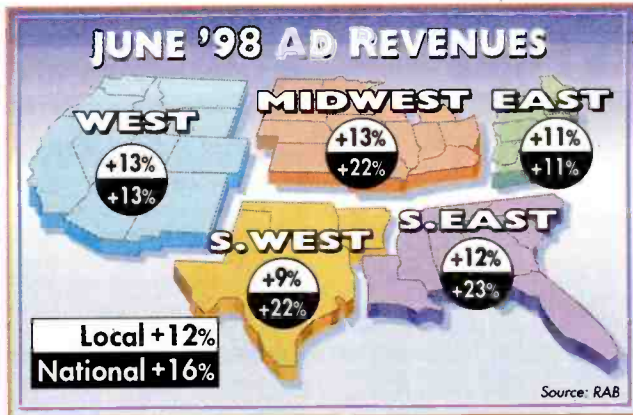 JUNE '98 AD REVENUES
WEST
+13%
+13%
MIDWEST
+13%
+22%
EAST
+11%
+11%
S.WEST
+9%
+22%
S.EAST
+12%
+23%
Local +12%
National +16%
Source: RAB